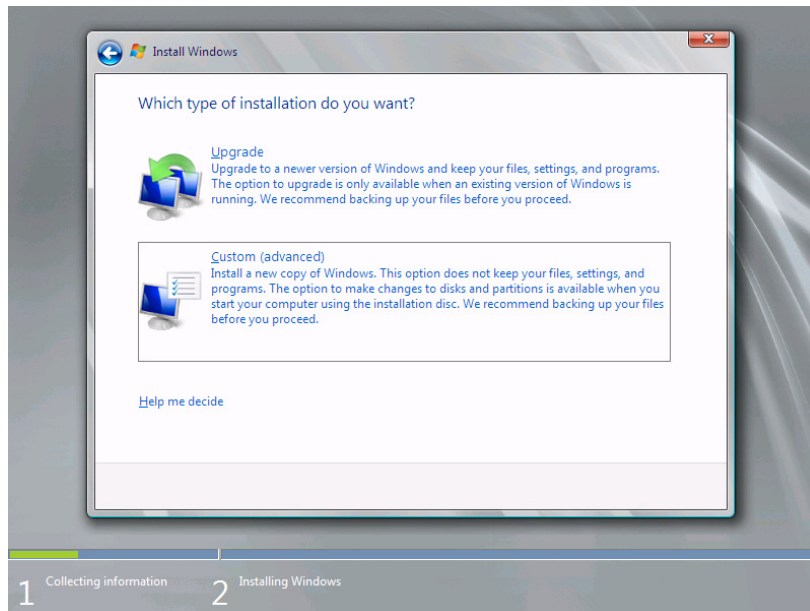 Install Windows
Which type of installation do you want?
Upgrade
Upgrade to a newer version of Windows and keep your files, settings, and programs.
The option to upgrade is only available when an existing version of Windows is
running. We recommend backing up your files before you proceed.
Custom (advanced)
Install a new copy of Windows. This option does not keep your files, settings, and
programs. The option to make changes to disks and partitions is available when you
start your computer using the installation disc. We recommend backing up your files
before you proceed.
Help me decide
1 Collecting information 2 Installing Windows